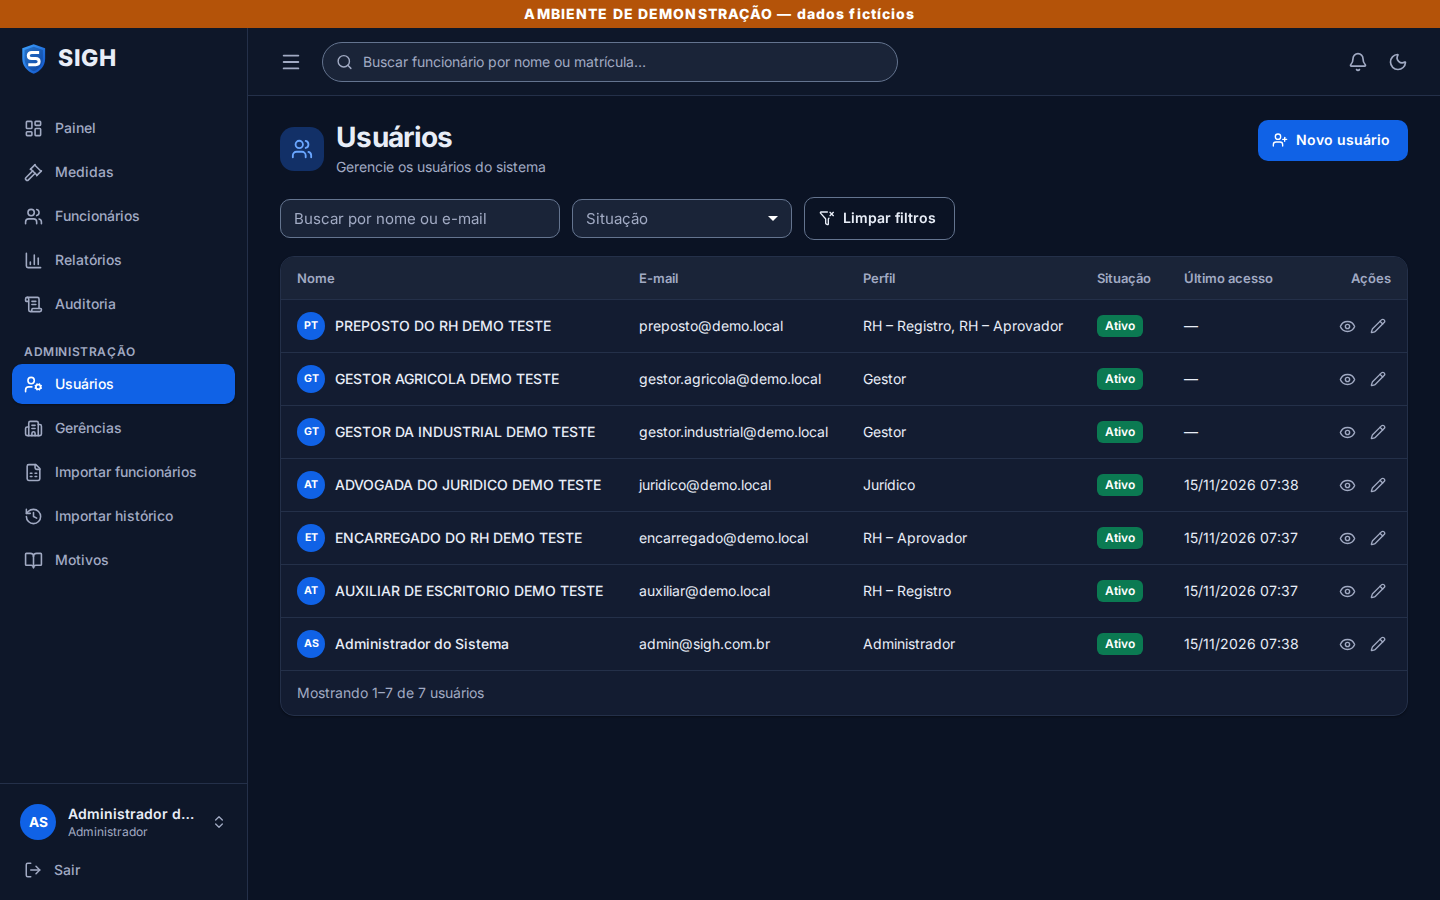 AMBIENTE DE DEMONSTRAÇÃO — dados fictícios
SIGH
Buscar funcionário por nome ou matrícula...
Painel
Medidas
Funcionários
Relatórios
Auditoria
ADMINISTRAÇÃO
Usuários
Gerências
Importar funcionários
Importar histórico
Motivos
AS
Administrador d...
Administrador
Sair
Usuários
Gerencie os usuários do sistema
Novo usuário
Buscar por nome ou e-mail
Situação
Limpar filtros
Nome E-mail Perfil Situação Último acesso Ações
PT PREPOSTO DO RH DEMO TESTE preposto@demo.local RH – Registro, RH – Aprovador Ativo —
GT GESTOR AGRICOLA DEMO TESTE gestor.agricola@demo.local Gestor Ativo —
GT GESTOR DA INDUSTRIAL DEMO TESTE gestor.industrial@demo.local Gestor Ativo —
AT ADVOGADA DO JURIDICO DEMO TESTE juridico@demo.local Jurídico Ativo 15/11/2026 07:38
ET ENCARREGADO DO RH DEMO TESTE encarregado@demo.local RH – Aprovador Ativo 15/11/2026 07:37
AT AUXILIAR DE ESCRITORIO DEMO TESTE auxiliar@demo.local RH – Registro Ativo 15/11/2026 07:37
AS Administrador do Sistema admin@sigh.com.br Administrador Ativo 15/11/2026 07:38
Mostrando 1–7 de 7 usuários